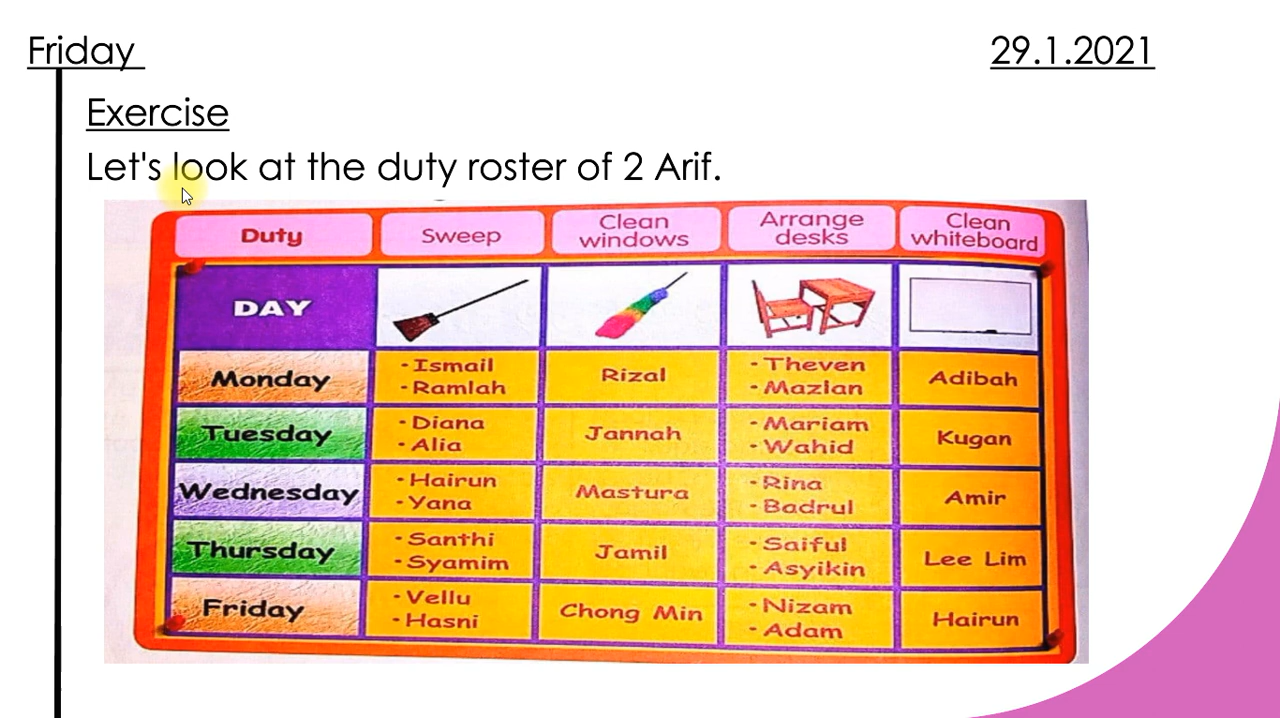 Friday 29.1.2021
Exercise
Let's look at the duty roster of 2 Arif.
Duty Sweep Clean windows Arrange desks Clean whiteboard
DAY
Monday
· Ismail
· Ramlah
Rizal
· Theven
· Mazlan
Adibah
Tuesday
· Diana
· Alia
Jannah
· Mariam
· Wahid
Kugan
Wednesday
· Hairun
· Yana
Mastura
· Rina
· Badrul
Amir
Thursday
· Santhi
· Syamim
Jamil
· Saiful
· Asyikin
Lee Lim
Friday
· Vellu
· Hasni
Chong Min
· Nizam
· Adam
Hairun